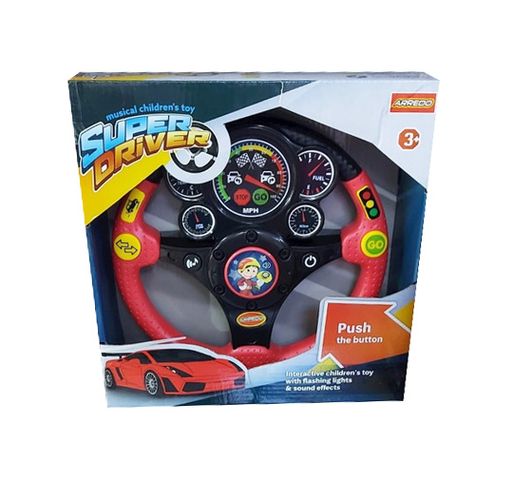 musical children's toy
SUPER
DRIVER
ARREDO
3+
FUEL
STOP GO
MPH
GO
ARREDO
Push
the button
Interactive children's toy
with flashing lights
& sound effects